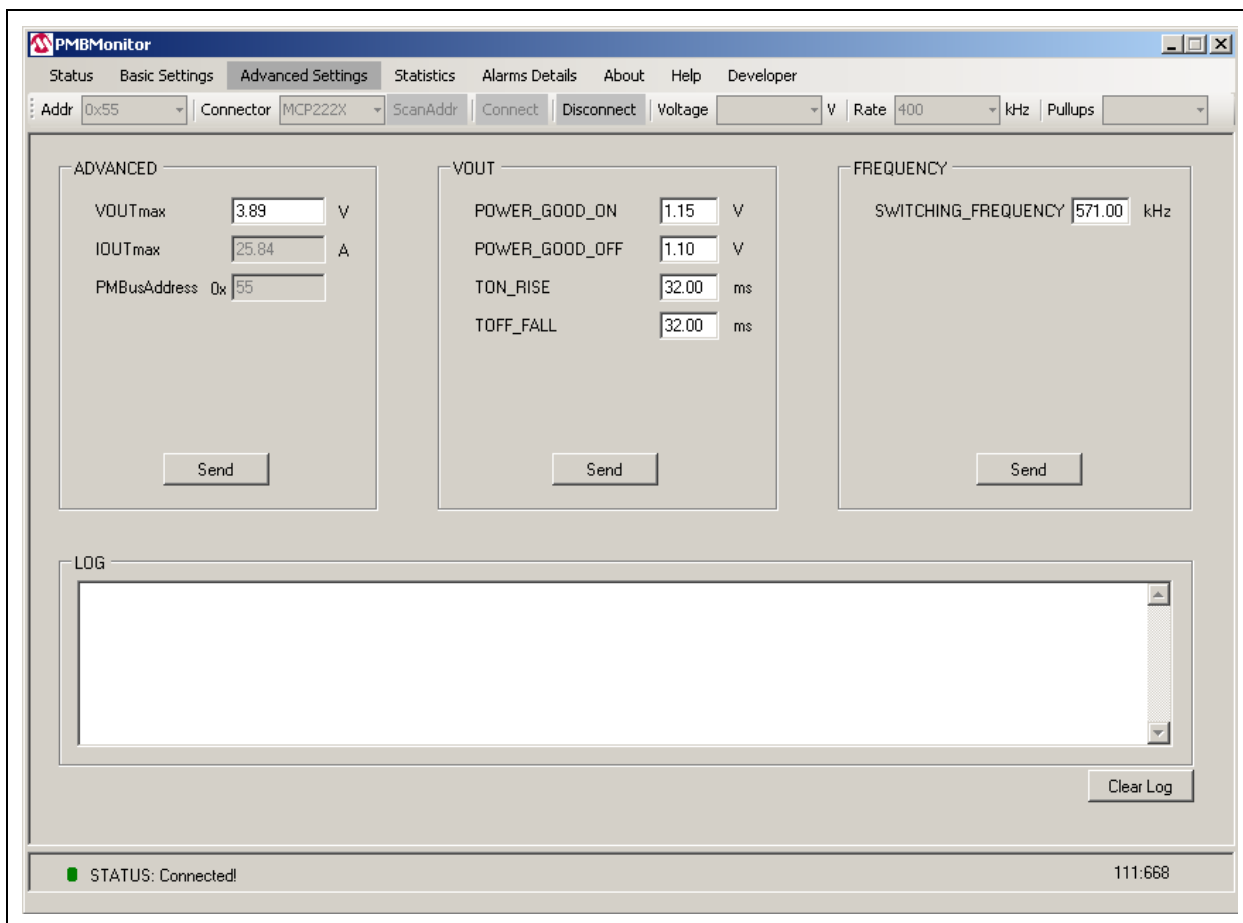 PMBMonitor
Status Basic Settings Advanced Settings Statistics Alarms Details About Help Developer
Addr 0x55 Connector MCP222X ScanAddr Connect Disconnect Voltage V Rate 400 kHz Pullups
ADVANCED
VOUTmax 3.89 V
IOUTmax 25.84 A
PMBusAddress 0x 55
Send
VOUT
POWER_GOOD_ON 1.15 V
POWER_GOOD_OFF 1.10 V
TON_RISE 32.00 ms
TOFF_FALL 32.00 ms
Send
FREQUENCY
SWITCHING_FREQUENCY 571.00 kHz
Send
LOG
Clear Log
STATUS: Connected! 111:668